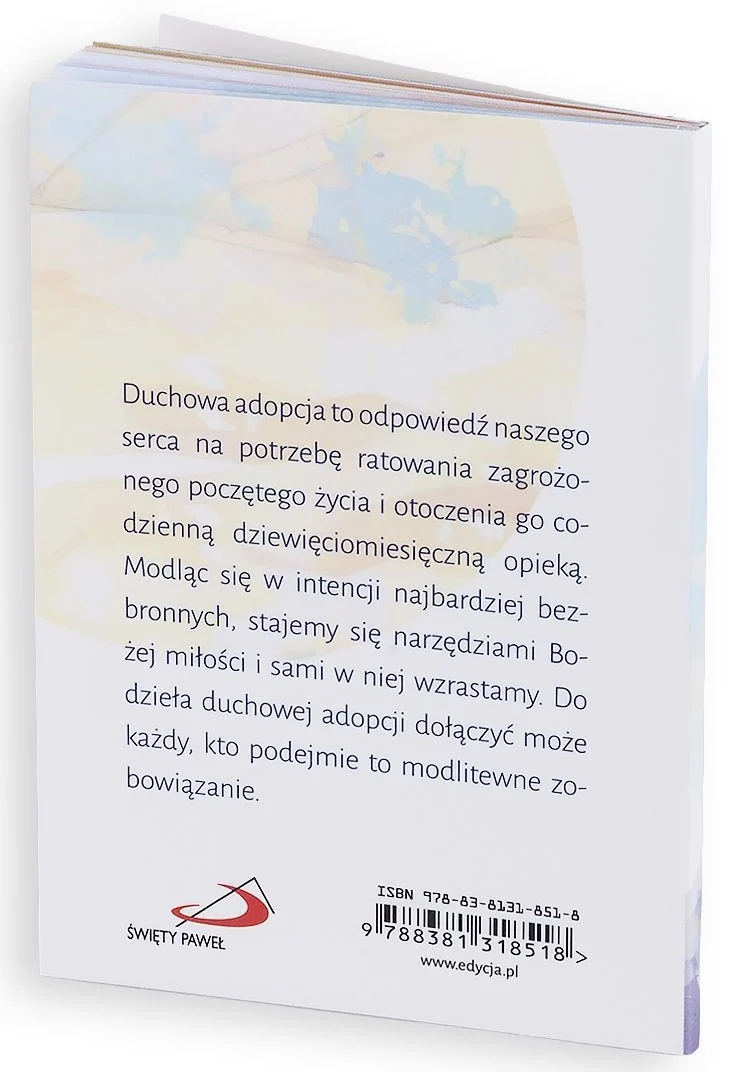 Duchowa adopcja to odpowiedź naszego
serca na potrzebę ratowania zagrożo-
nego poczętego życia i otoczenia go co-
dzienną dziewięciomiesięczną opieką.
Modląc się w intencji najbardziej bez-
bronnych, stajemy się narzędziami Bo-
żej miłości i sami w niej wzrastamy. Do
dzieła duchowej adopcji dołączyć może
każdy, kto podejmie to modlitewne zo-
bowiązanie.
ŚWIĘTY PAWEŁ
ISBN 978-83-8131-851-8
9 788381 318518 >
www.edycja.pl